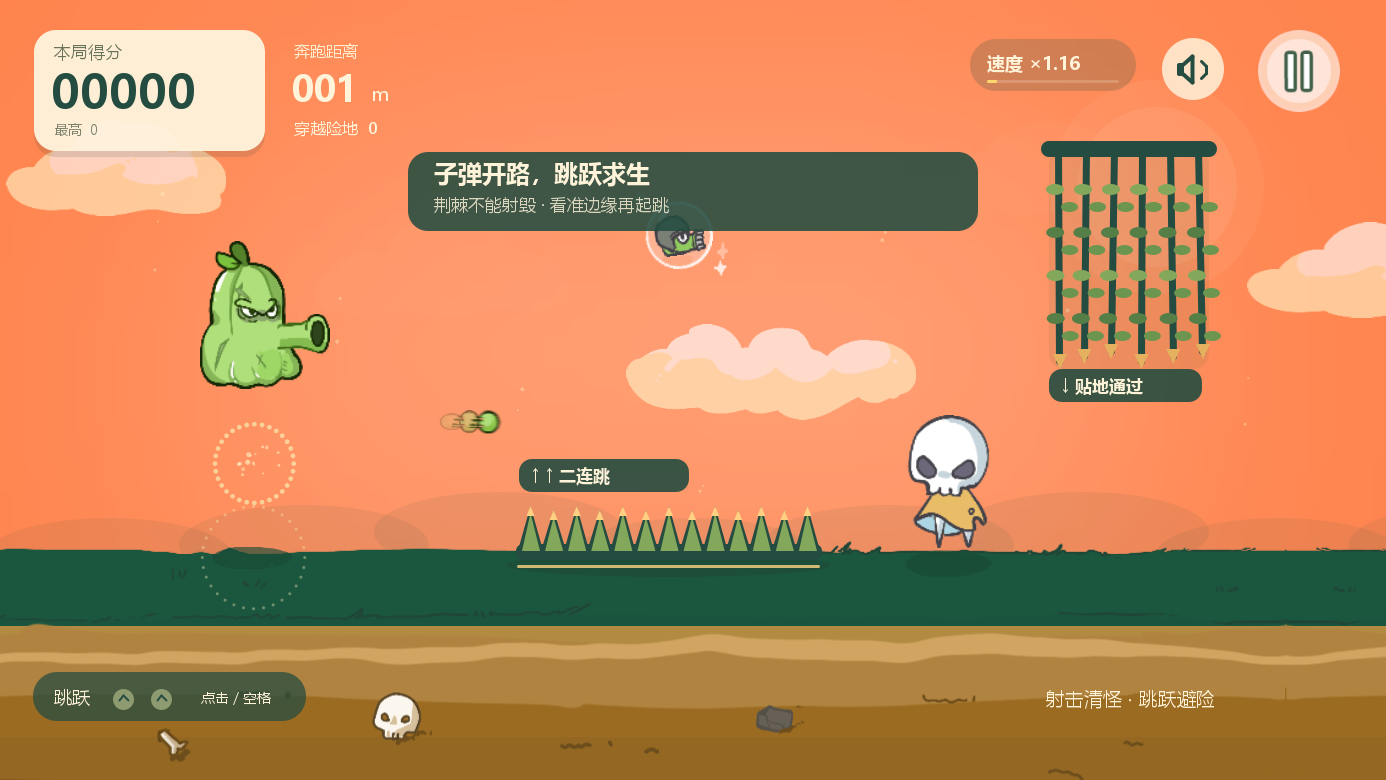 本局得分
00000
最高 0
奔跑距离
001 m
穿越险地 0
速度 ×1.16
子弹开路，跳跃求生
荆棘不能射毁 · 看准边缘再起跳
↓ 贴地通过
↑↑ 二连跳
跳跃 点击 / 空格
射击清怪 · 跳跃避险